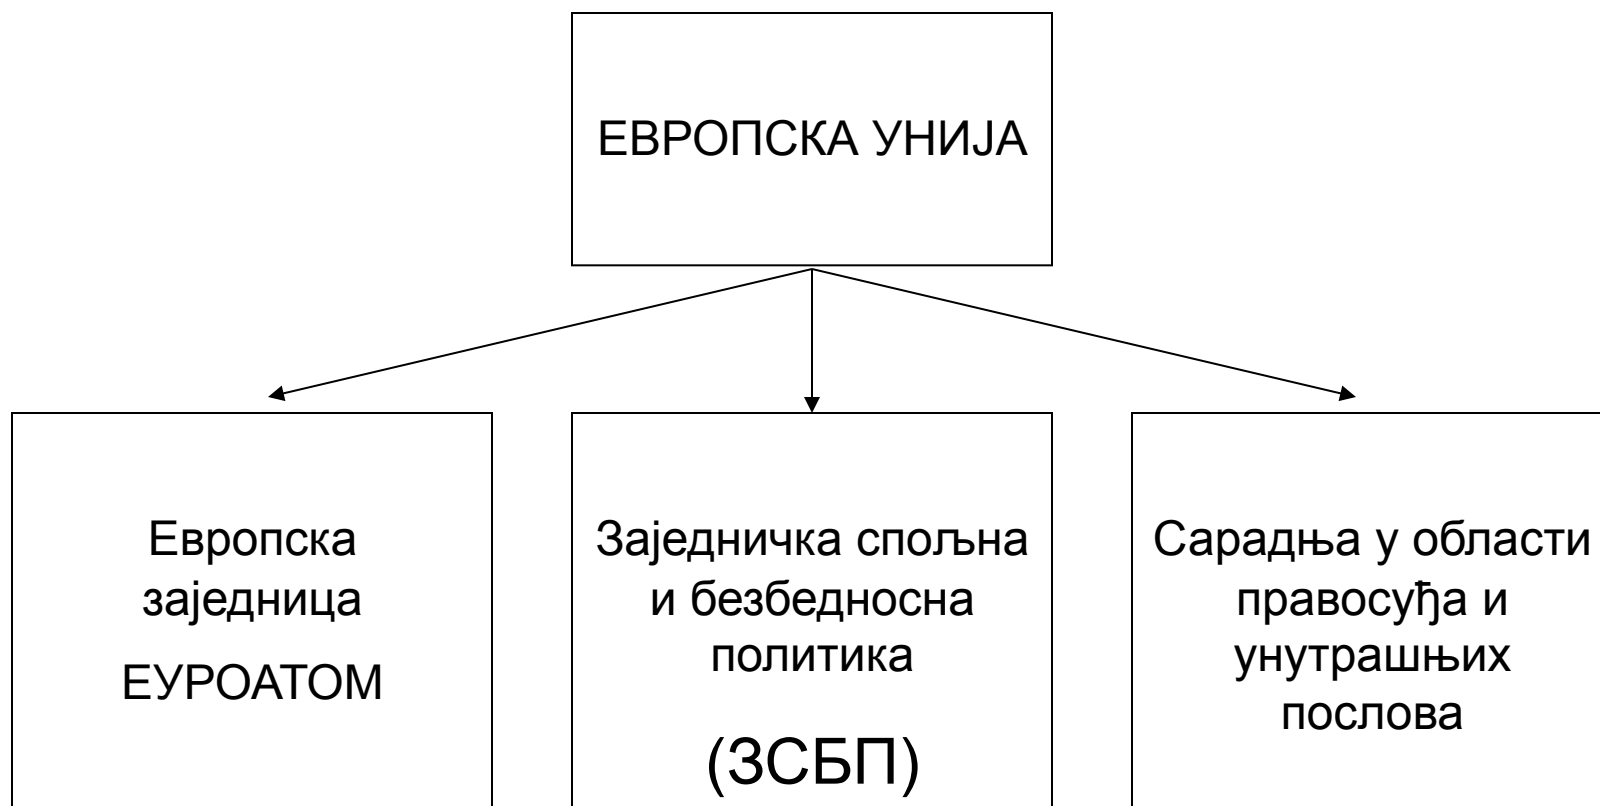 ЕВРОПСКА УНИЈА
Европска
заједница
ЕУРОАТОМ
Заједничка спољна
и безбедносна
политика
(ЗСБП)
Сарадња у области
правосуђа и
унутрашњих
послова